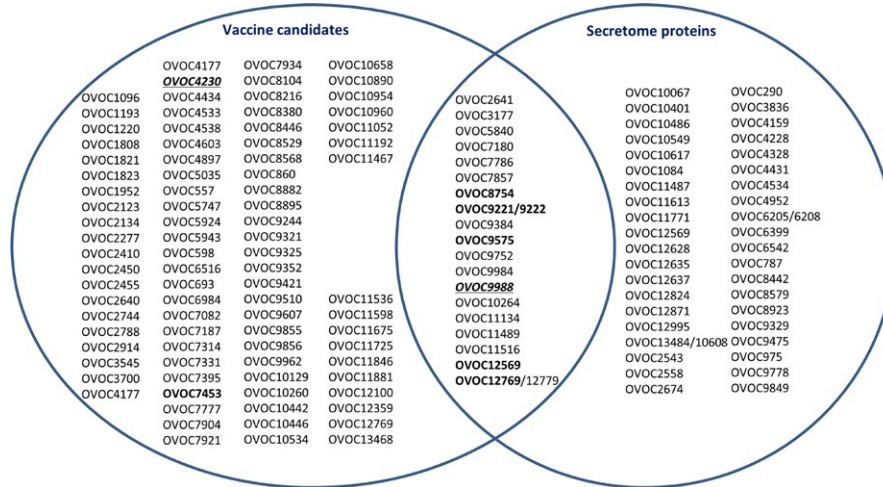 Vaccine candidates
Secretome proteins
OVOC1096
OVOC1193
OVOC1220
OVOC1808
OVOC1821
OVOC1823
OVOC1952
OVOC2123
OVOC2134
OVOC2277
OVOC2410
OVOC2450
OVOC2455
OVOC2640
OVOC2744
OVOC2788
OVOC2914
OVOC3545
OVOC3700
OVOC4177
OVOC4177
OVOC4230
OVOC4434
OVOC4533
OVOC4538
OVOC4603
OVOC4897
OVOC5035
OVOC557
OVOC5747
OVOC5924
OVOC5943
OVOC598
OVOC6516
OVOC693
OVOC6984
OVOC7082
OVOC7187
OVOC7314
OVOC7331
OVOC7395
OVOC7453
OVOC7777
OVOC7904
OVOC7921
OVOC7934
OVOC8104
OVOC8216
OVOC8380
OVOC8446
OVOC8529
OVOC8568
OVOC860
OVOC8882
OVOC8895
OVOC9244
OVOC9321
OVOC9325
OVOC9352
OVOC9421
OVOC9510
OVOC9607
OVOC9855
OVOC9856
OVOC9962
OVOC10129
OVOC10260
OVOC10442
OVOC10446
OVOC10534
OVOC10658
OVOC10890
OVOC10954
OVOC10960
OVOC11052
OVOC11192
OVOC11467
OVOC11536
OVOC11598
OVOC11675
OVOC11725
OVOC11846
OVOC11881
OVOC12100
OVOC12359
OVOC12769
OVOC13468
OVOC2641
OVOC3177
OVOC5840
OVOC7180
OVOC7786
OVOC7857
OVOC8754
OVOC9221/9222
OVOC9384
OVOC9575
OVOC9752
OVOC9984
OVOC9988
OVOC10264
OVOC11134
OVOC11489
OVOC11516
OVOC12569
OVOC12769/12779
OVOC10067
OVOC10401
OVOC10486
OVOC10549
OVOC10617
OVOC1084
OVOC11487
OVOC11613
OVOC11771
OVOC12569
OVOC12628
OVOC12635
OVOC12637
OVOC12824
OVOC12871
OVOC12995
OVOC13484/10608
OVOC2543
OVOC2558
OVOC2674
OVOC290
OVOC3836
OVOC4159
OVOC4228
OVOC4328
OVOC4431
OVOC4534
OVOC4952
OVOC6205/6208
OVOC6399
OVOC6542
OVOC787
OVOC8442
OVOC8579
OVOC8923
OVOC9329
OVOC9475
OVOC975
OVOC9778
OVOC9849